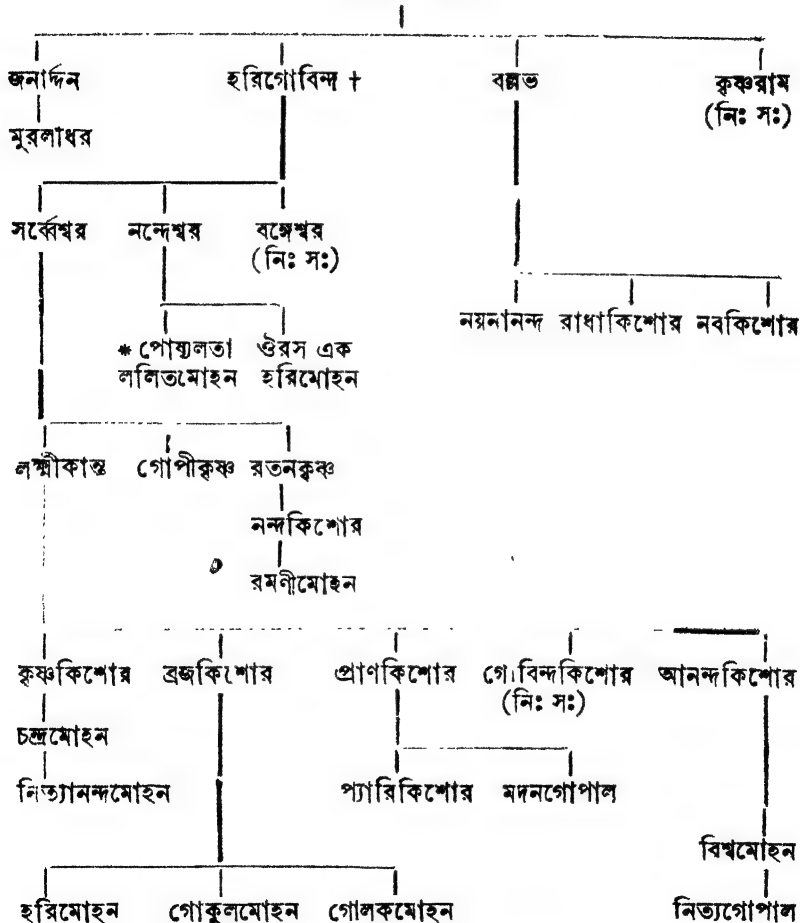 জনার্দ্দন হরিগোবিন্দ † বল্লভ কৃষ্ণরাম
(নিঃ সঃ)
মুরলাধর
সর্ব্বেশ্বর নন্দেশ্বর বঙ্গেশ্বর
(নিঃ সঃ)
নয়নানন্দ রাধাকিশোর নবকিশোর
* পোষ্যলতা ঔরস এক
ললিতমোহন হরিমোহন
লক্ষ্মীকান্ত গোপীকৃষ্ণ রতনকৃষ্ণ
নন্দকিশোর
রমণীমোহন
কৃষ্ণকিশোর ব্রজকিশোর প্রাণকিশোর গোবিন্দকিশোর আনন্দকিশোর
(নিঃ সঃ)
চন্দ্রমোহন
নিত্যানন্দমোহন প্যারিকিশোর মদনগোপাল
বিশ্বমোহন
হরিমোহন গোকুলমোহন গোলকমোহন নিত্যগোপাল